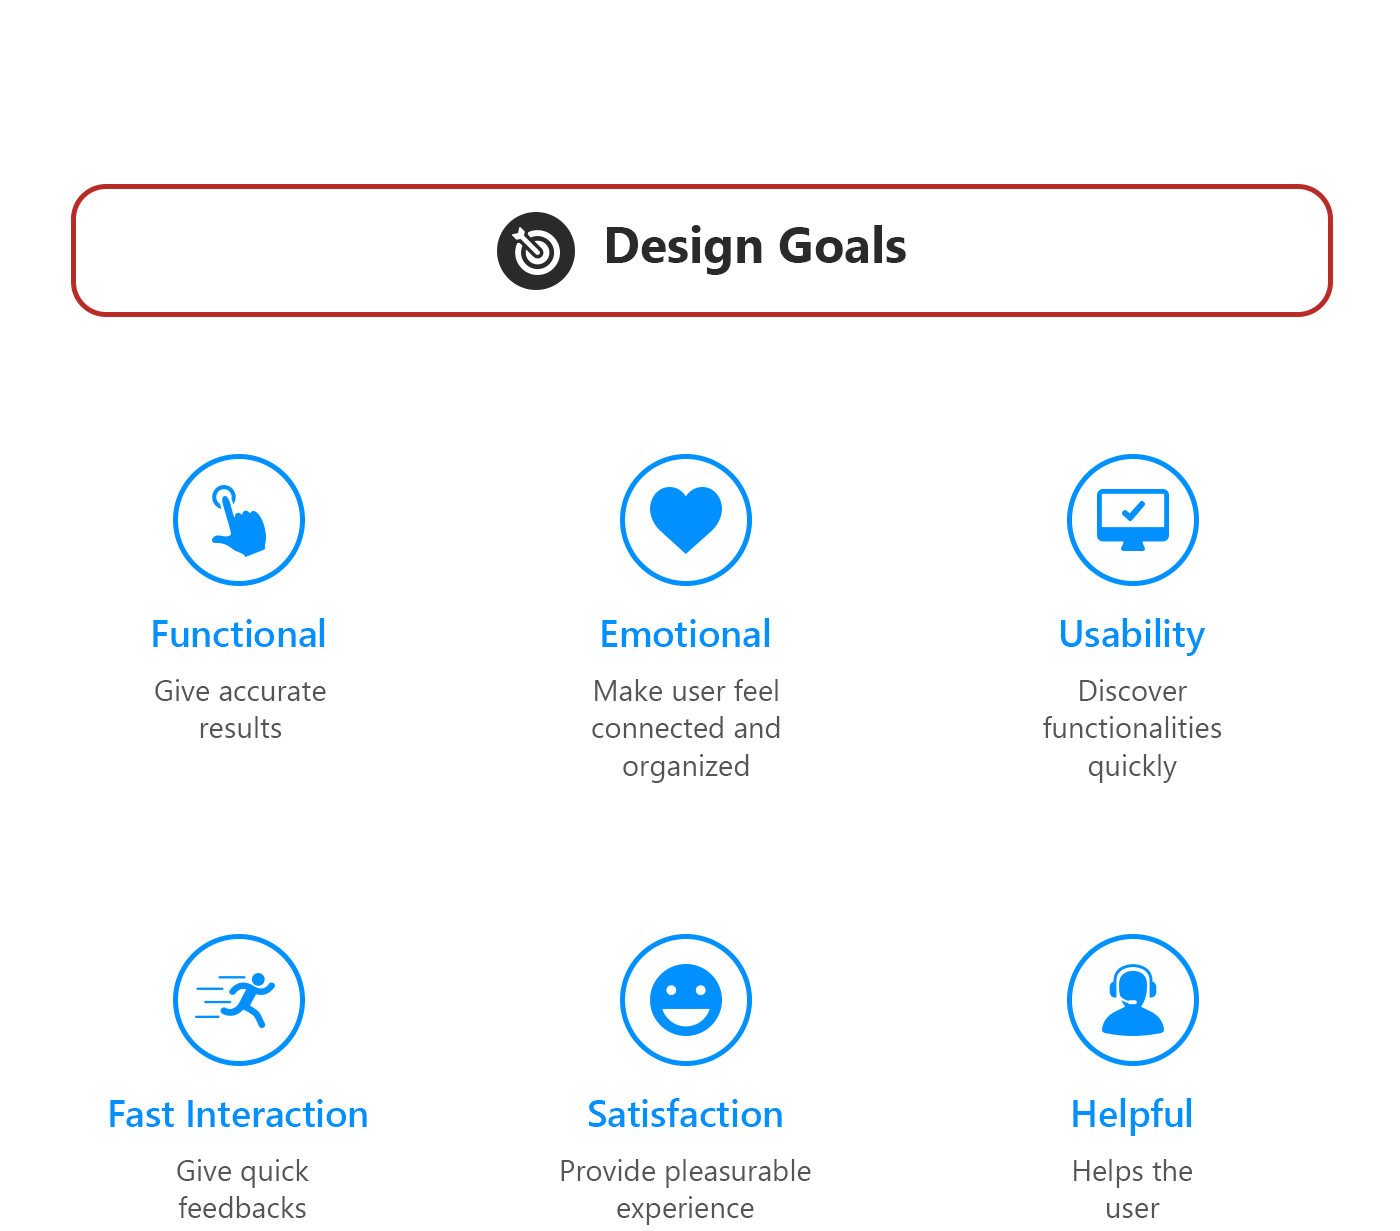 Design Goals
Functional
Give accurate
results
Emotional
Make user feel
connected and
organized
Usability
Discover
functionalities
quickly
Fast Interaction
Give quick
feedbacks
Satisfaction
Provide pleasurable
experience
Helpful
Helps the
user